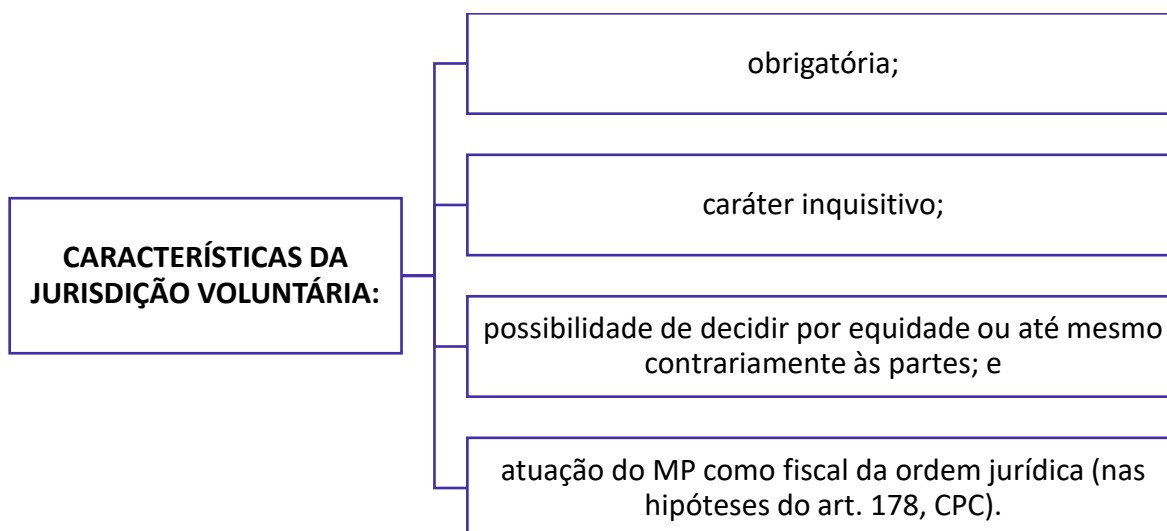 CARACTERÍSTICAS DA
JURISDIÇÃO VOLUNTÁRIA:
obrigatória;
caráter inquisitivo;
possibilidade de decidir por equidade ou até mesmo
contrariamente às partes; e
atuação do MP como fiscal da ordem jurídica (nas
hipóteses do art. 178, CPC).